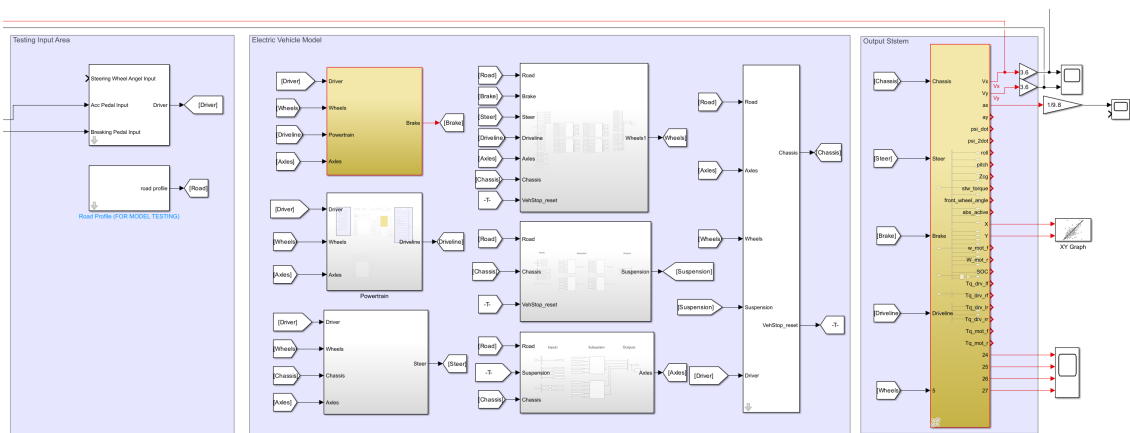 Testing Input Area
Steering Wheel Angel Input
Acc Pedal Input
Driver
[Driver]
Breaking Pedal Input
road profile
[Road]
Road Profile (FOR MODEL TESTING)
Electric Vehicle Model
[Driver]
Driver
[Wheels]
Wheels
Brake
[Brake]
[Driveline]
Powertrain
[Axles]
Axles
[Driver]
Driver
[Wheels]
Wheels
Driveline
[Driveline]
[Axles]
Axles
Powertrain
[Driver]
Driver
[Wheels]
Wheels
Steer
[Steer]
[Chassis]
Chassis
[Axles]
Axles
[Road]
Road
[Brake]
Brake
[Steer]
Steer
[Driveline]
Driveline
Wheels1
[Wheels]
[Axles]
Axles
[Chassis]
Chassis
-T-
VehStop_reset
[Road]
Road
[Chassis]
Chassis
Suspension
[Suspension]
-T-
VehStop_reset
[Road]
Road
Inputs
Subsystem
Outputs
-T-
Suspension
Axles
[Axles]
[Chassis]
Chassis
[Road]
Road
Chassis
[Chassis]
[Axles]
Axles
[Wheels]
Wheels
[Suspension]
Suspension
VehStop_reset
-T-
[Driver]
Driver
Output Ststem
[Chassis]
Chassis
[Steer]
Steer
[Brake]
Brake
[Driveline]
Driveline
[Wheels]
5
Vx
Vy
ax
ay
psi_dot
psi_2dot
roll
pitch
Zcg
stw_torque
front_wheel_angle
abs_active
X
Y
w_mot_f
W_mot_r
SOC
Tq_drv_lf
Tq_drv_rf
Tq_drv_lr
Tq_drv_rr
Tq_mot_f
Tq_mot_r
24
25
26
27
Vx
3.6
Vy
3.6
1/9.8
XY Graph